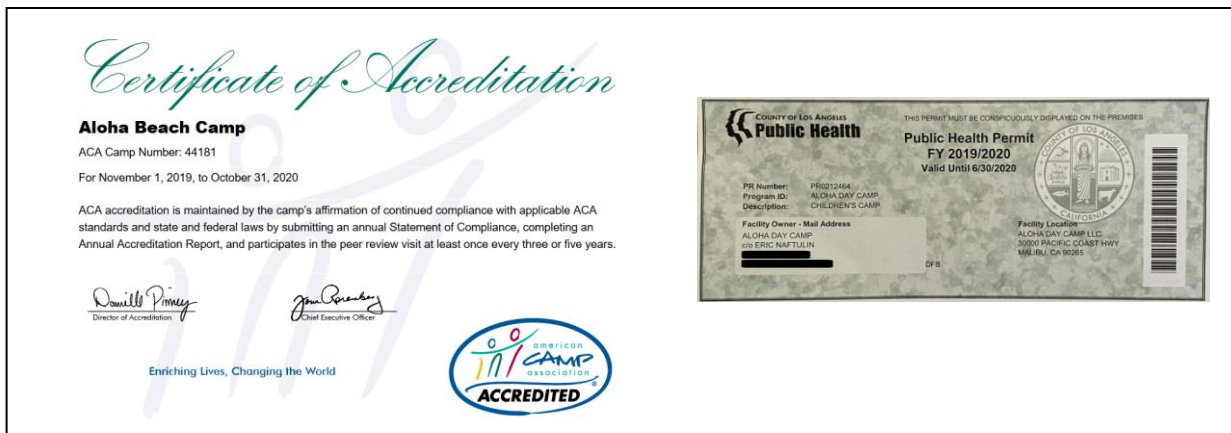 Certificate of Accreditation
Aloha Beach Camp
ACA Camp Number: 44181
For November 1, 2019, to October 31, 2020
ACA accreditation is maintained by the camp's affirmation of continued compliance with applicable ACA
standards and state and federal laws by submitting an annual Statement of Compliance, completing an
Annual Accreditation Report, and participates in the peer review visit at least once every three or five years.
Director of Accreditation
Chief Executive Officer
Enriching Lives, Changing the World
american
CAMP
association
ACCREDITED
COUNTY OF LOS ANGELES
Public Health
THIS PERMIT MUST BE CONSPICUOUSLY DISPLAYED ON THE PREMISES
Public Health Permit
FY 2019/2020
Valid Until 6/30/2020
PR Number: PR0212464
Program ID: ALOHA DAY CAMP
Description: CHILDREN'S CAMP
Facility Owner - Mail Address
ALOHA DAY CAMP
c/o ERIC NAFTULIN
DFB
Facility Location
ALOHA DAY CAMP LLC
30000 PACIFIC COAST HWY
MALIBU, CA 90265
COUNTY OF LOS ANGELES
CALIFORNIA